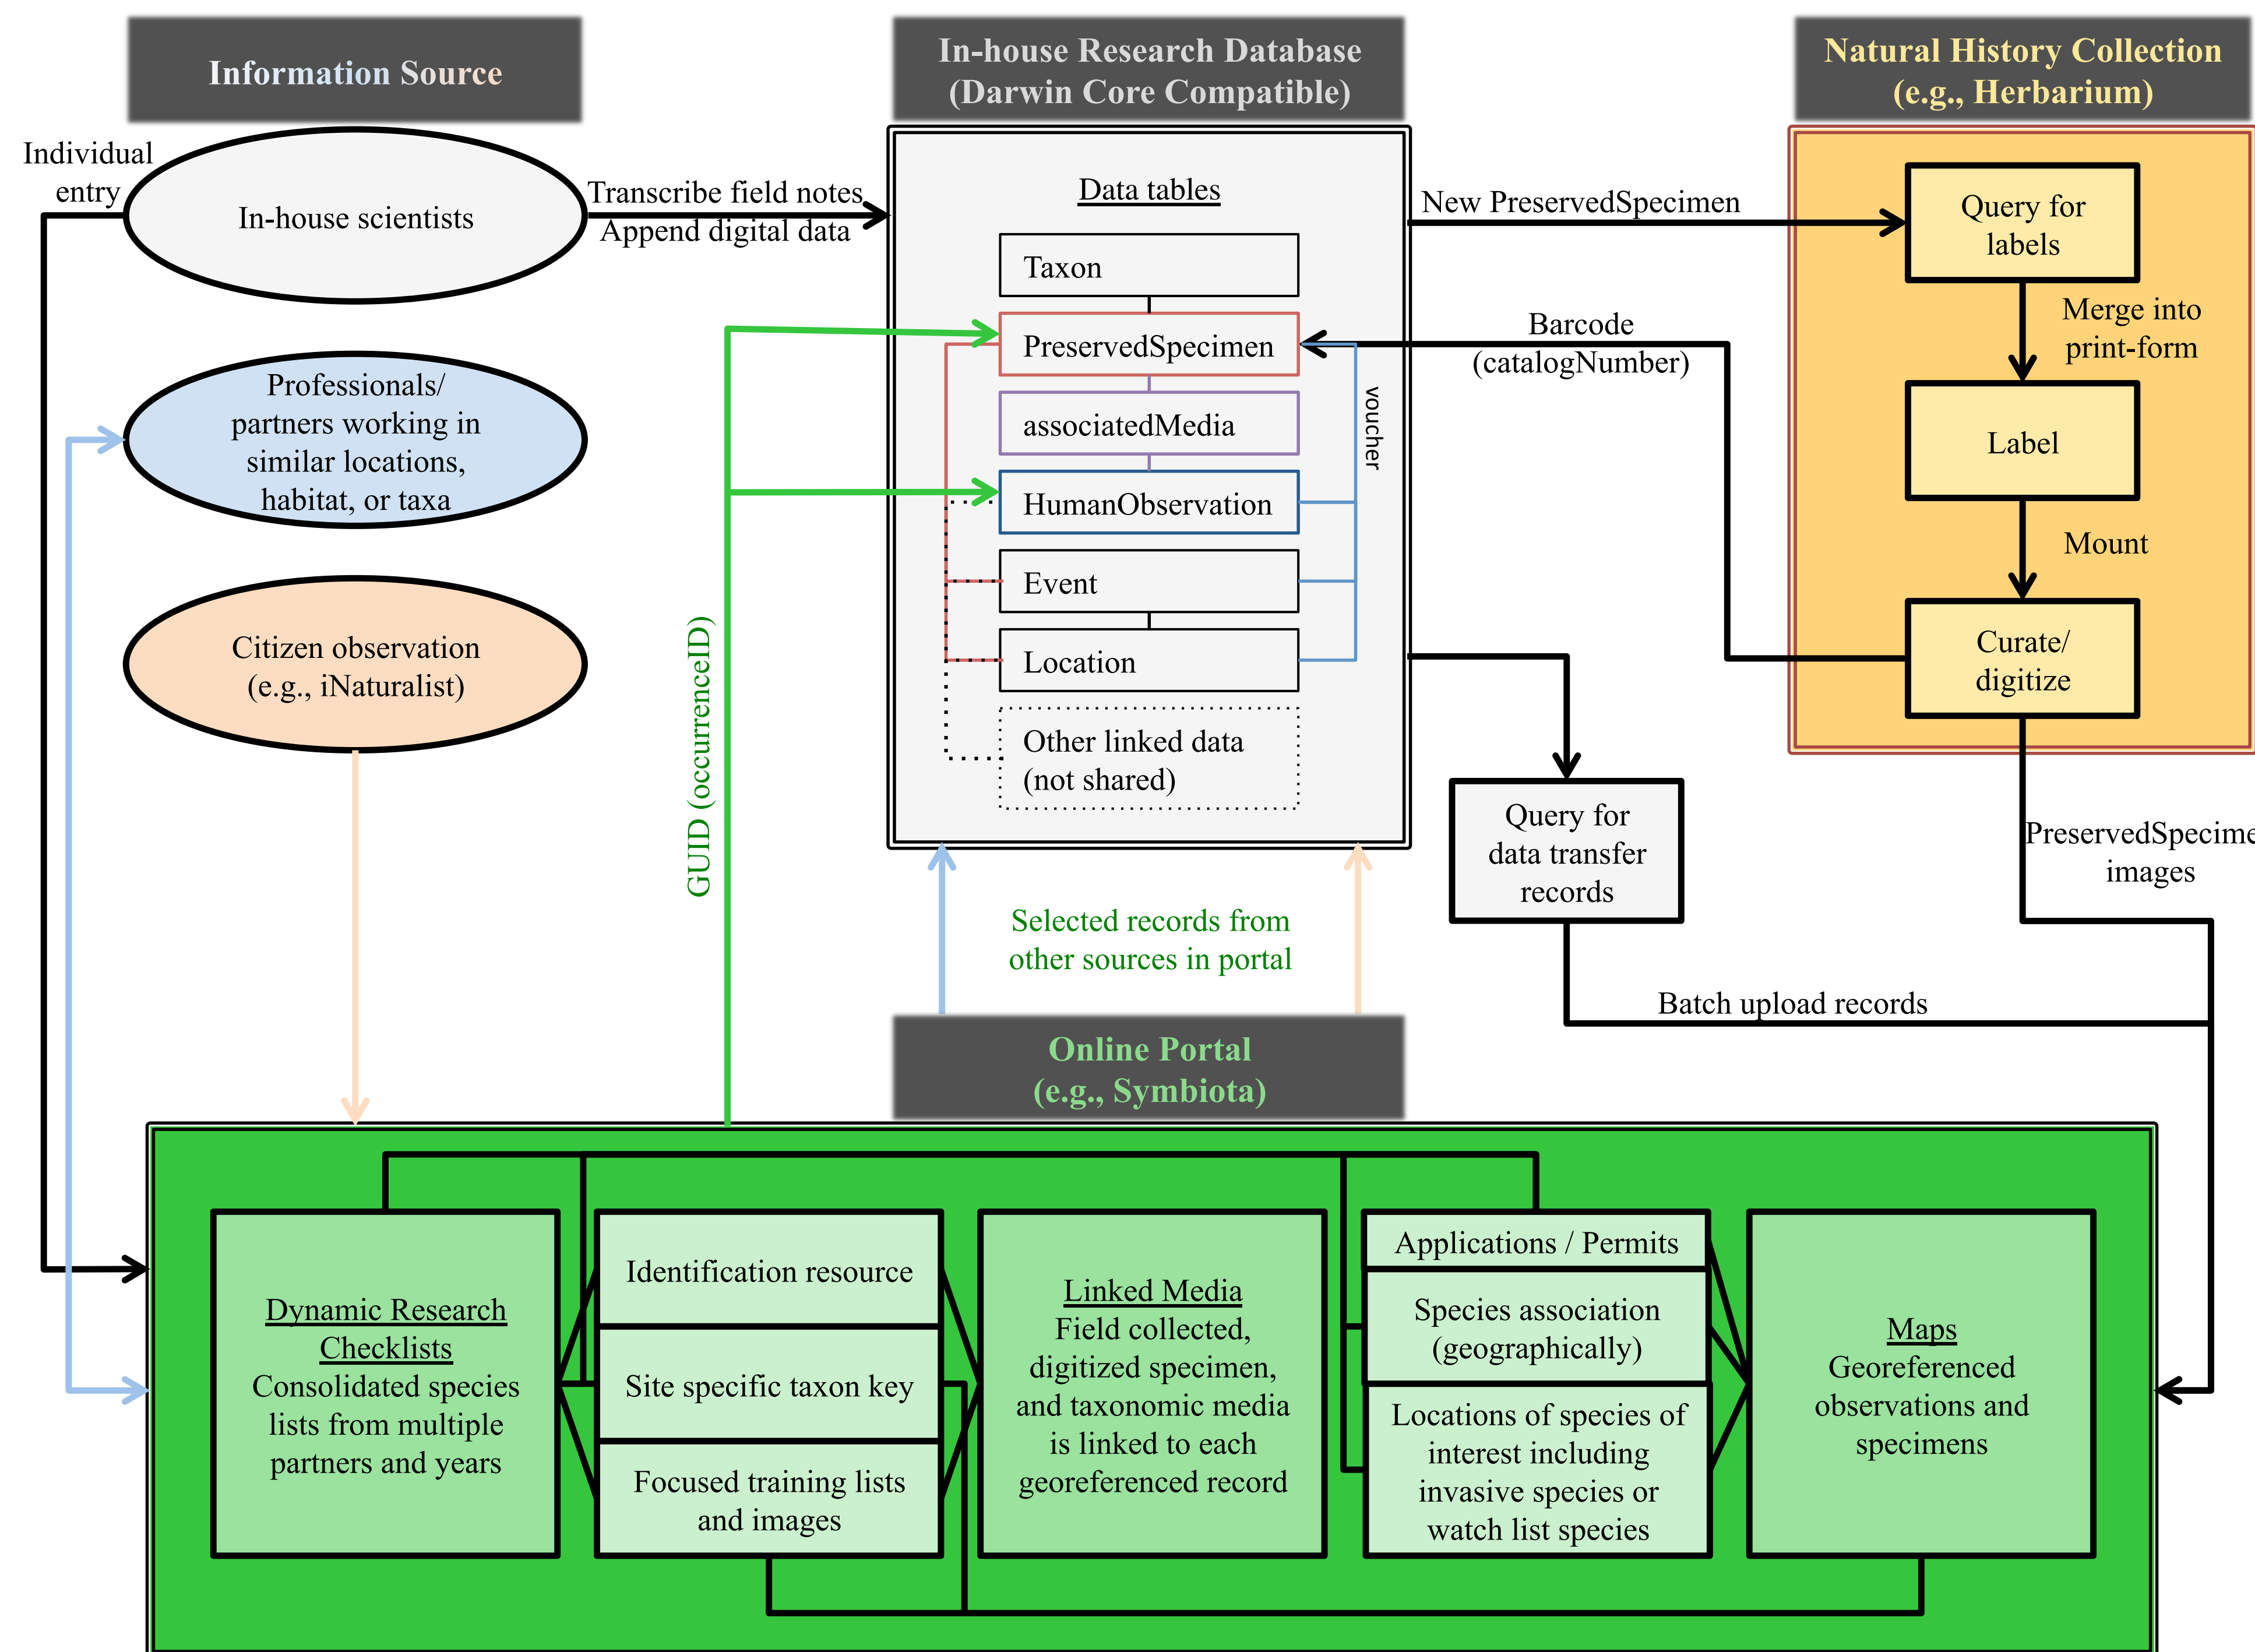 Information Source
In-house Research Database
(Darwin Core Compatible)
Natural History Collection
(e.g., Herbarium)
Individual
entry
In-house scientists
Transcribe field notes
Append digital data
Professionals/
partners working in
similar locations,
habitat, or taxa
Citizen observation
(e.g., iNaturalist)
GUID (occurrenceID)
Data tables
Taxon
PreservedSpecimen
associatedMedia
HumanObservation
Event
Location
Other linked data
(not shared)
voucher
New PreservedSpecimen
Barcode
(catalogNumber)
Query for
labels
Merge into
print-form
Label
Mount
Curate/
digitize
Query for
data transfer
records
PreservedSpecime
images
Selected records from
other sources in portal
Batch upload records
Online Portal
(e.g., Symbiota)
Dynamic Research
Checklists
Consolidated species
lists from multiple
partners and years
Identification resource
Site specific taxon key
Focused training lists
and images
Linked Media
Field collected,
digitized specimen,
and taxonomic media
is linked to each
georeferenced record
Applications / Permits
Species association
(geographically)
Locations of species of
interest including
invasive species or
watch list species
Maps
Georeferenced
observations and
specimens